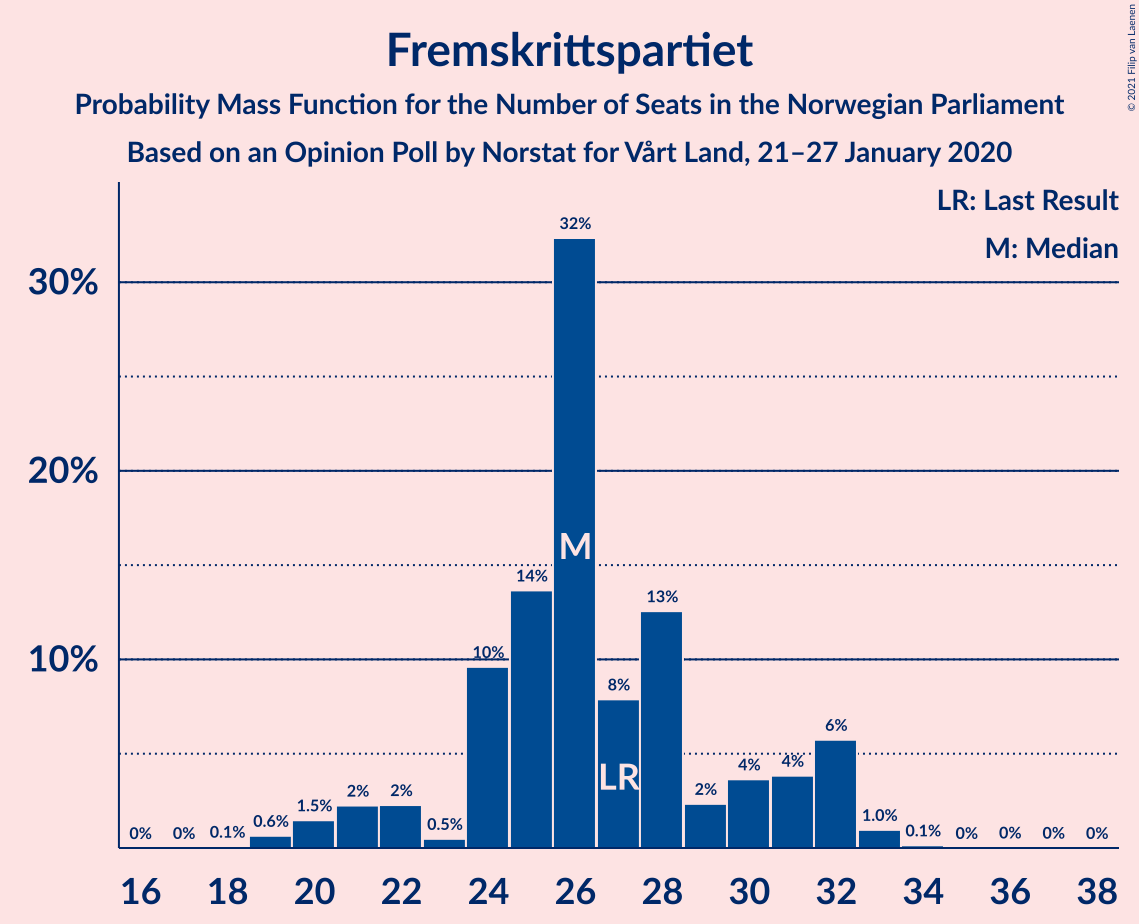 Fremskrittspartiet
Probability Mass Function for the Number of Seats in the Norwegian Parliament
Based on an Opinion Poll by Norstat for Vårt Land, 21–27 January 2020
© 2021 Filip van Laenen
LR: Last Result
M: Median
30%
20%
10%
0% 0% 0.1% 0.6% 1.5% 2% 2% 0.5% 10% 14% 32% 8% 13% 2% 4% 4% 6% 1.0% 0.1% 0% 0% 0% 0%
M
LR
16 18 20 22 24 26 28 30 32 34 36 38